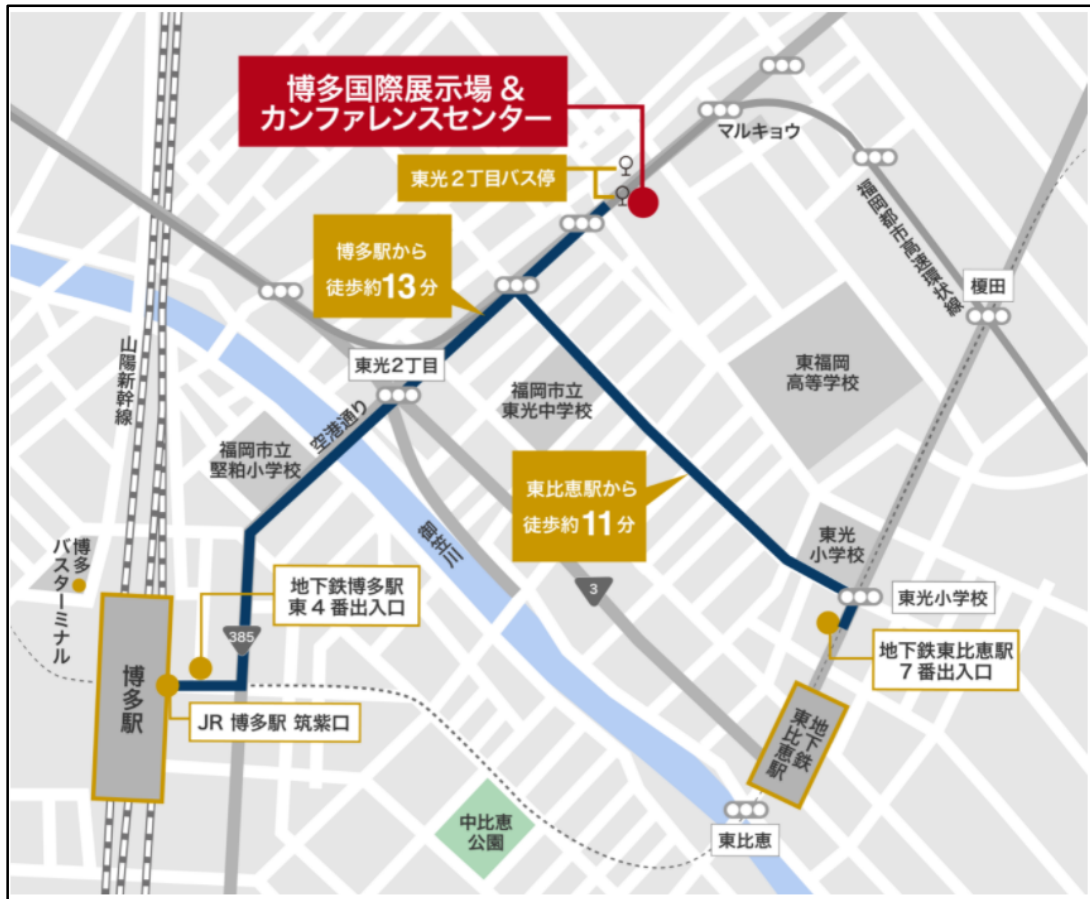 博多国際展示場 &
カンファレンスセンター
マルキョウ
東光2丁目バス停
福岡都市高速環状線
博多駅から
徒歩約13分
榎田
山陽新幹線
東光2丁目
東福岡
高等学校
福岡市立
東光中学校
空港通り
福岡市立
堅粕小学校
東比恵駅から
徒歩約11分
御笠川
東光
小学校
博多
バスターミナル
地下鉄博多駅
東4番出入口
3
東光小学校
385
地下鉄東比恵駅
7番出入口
博多駅
JR 博多駅 筑紫口
地下鉄
東比恵駅
中比恵
公園
東比恵